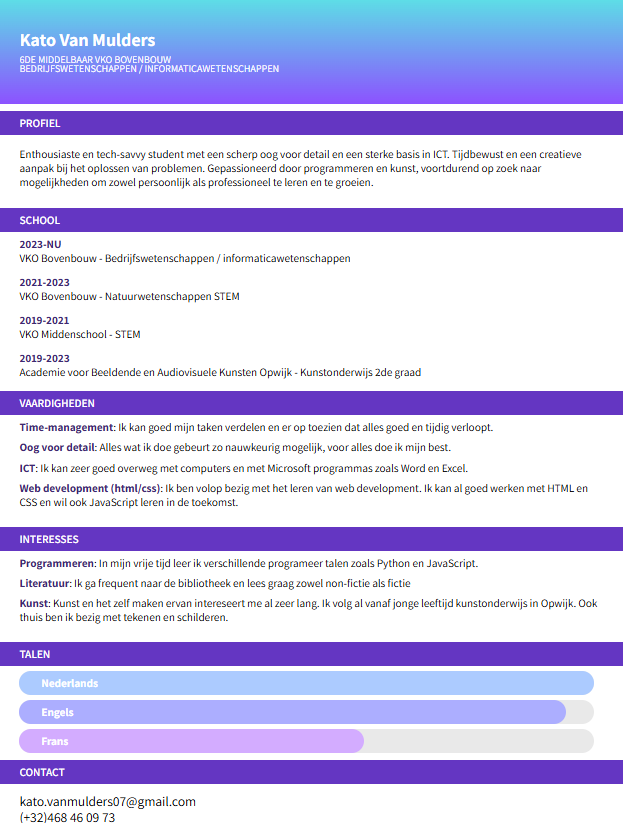 Kato Van Mulders
6DE MIDDELBAAR VKO BOVENBOUW
BEDRIJFSWETENSCHAPPEN / INFORMATICAWETENSCHAPPEN
PROFIEL
Enthousiaste en tech-savvy student met een scherp oog voor detail en een sterke basis in ICT. Tijdbewust en een creatieve
aanpak bij het oplossen van problemen. Gepassioneerd door programmeren en kunst, voortdurend op zoek naar
mogelijkheden om zowel persoonlijk als professioneel te leren en te groeien.
SCHOOL
2023-NU
VKO Bovenbouw - Bedrijfswetenschappen / informaticawetenschappen
2021-2023
VKO Bovenbouw - Natuurwetenschappen STEM
2019-2021
VKO Middenschool - STEM
2019-2023
Academie voor Beeldende en Audiovisuele Kunsten Opwijk - Kunstonderwijs 2de graad
VAARDIGHEDEN
Time-management: Ik kan goed mijn taken verdelen en er op toezien dat alles goed en tijdig verloopt.
Oog voor detail: Alles wat ik doe gebeurt zo nauwkeurig mogelijk, voor alles doe ik mijn best.
ICT: Ik kan zeer goed overweg met computers en met Microsoft programmas zoals Word en Excel.
Web development (html/css): Ik ben volop bezig met het leren van web development. Ik kan al goed werken met HTML en
CSS en wil ook JavaScript leren in de toekomst.
INTERESSES
Programmeren: In mijn vrije tijd leer ik verschillende programeer talen zoals Python en JavaScript.
Literatuur: Ik ga frequent naar de bibliotheek en lees graag zowel non-fictie als fictie
Kunst: Kunst en het zelf maken ervan intereseert me al zeer lang. Ik volg al vanaf jonge leeftijd kunstonderwijs in Opwijk. Ook
thuis ben ik bezig met tekenen en schilderen.
TALEN
Nederlands
Engels
Frans
CONTACT
kato.vanmulders07@gmail.com
(+32)468 46 09 73